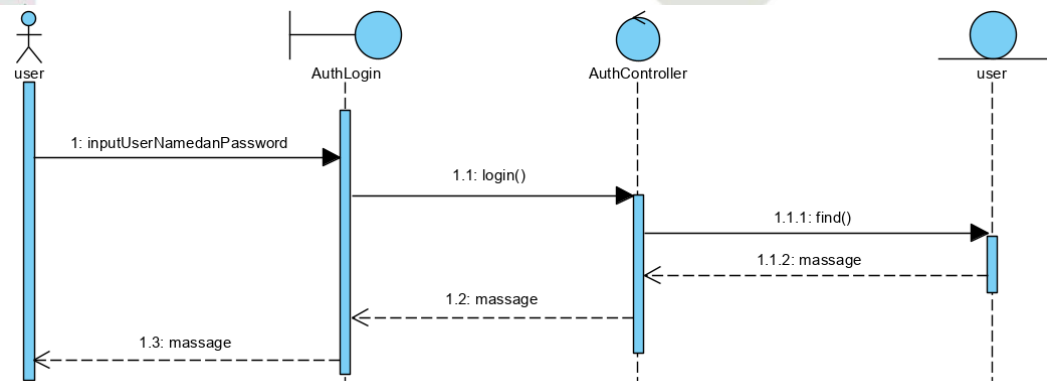 user
AuthLogin
AuthController
user
1: inputUserNamedanPassword
1.1: login()
1.1.1: find()
1.1.2: massage
1.2: massage
1.3: massage